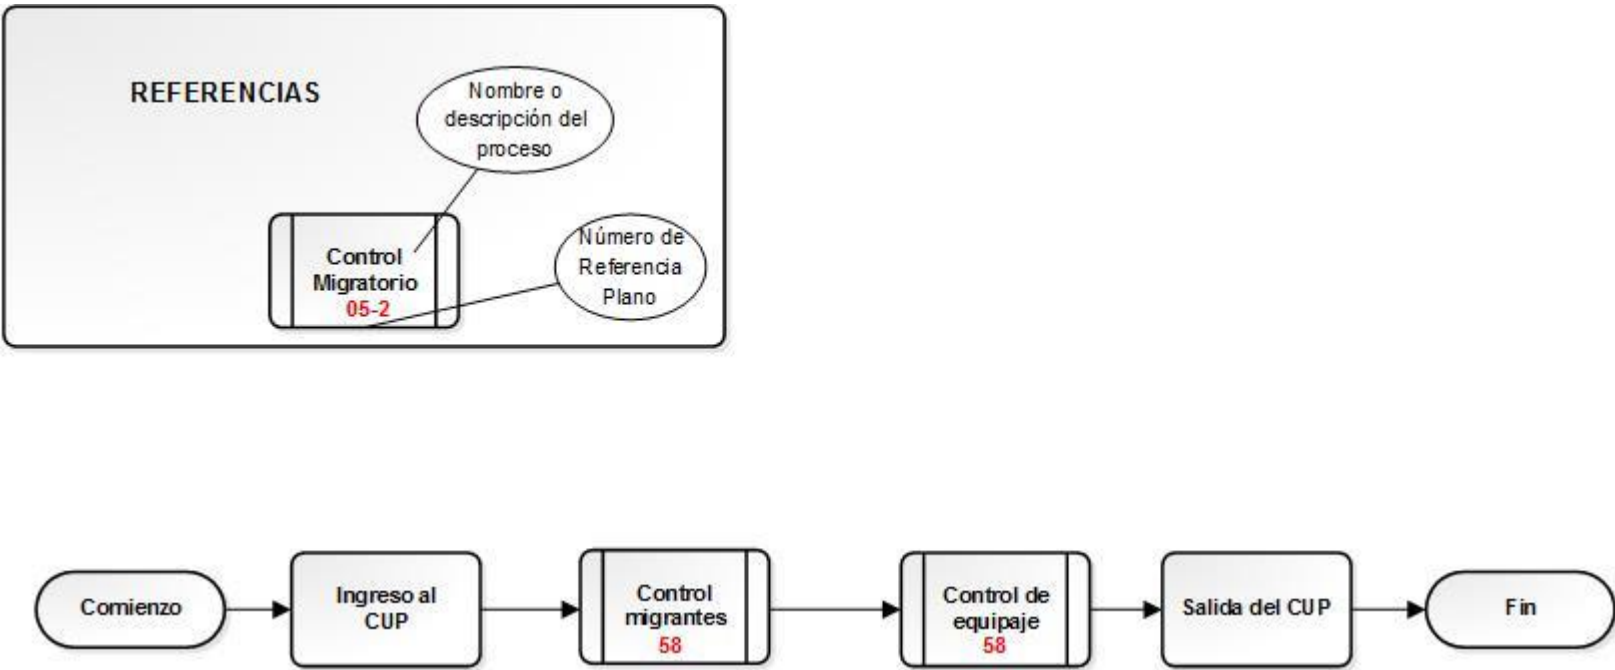 REFERENCIAS
Nombre o
descripción del
proceso
Número de
Referencia
Plano
Control
Migratorio
05-2
Comienzo
Ingreso al
CUP
Control
migrantes
58
Control de
equipaje
58
Salida del CUP
Fin